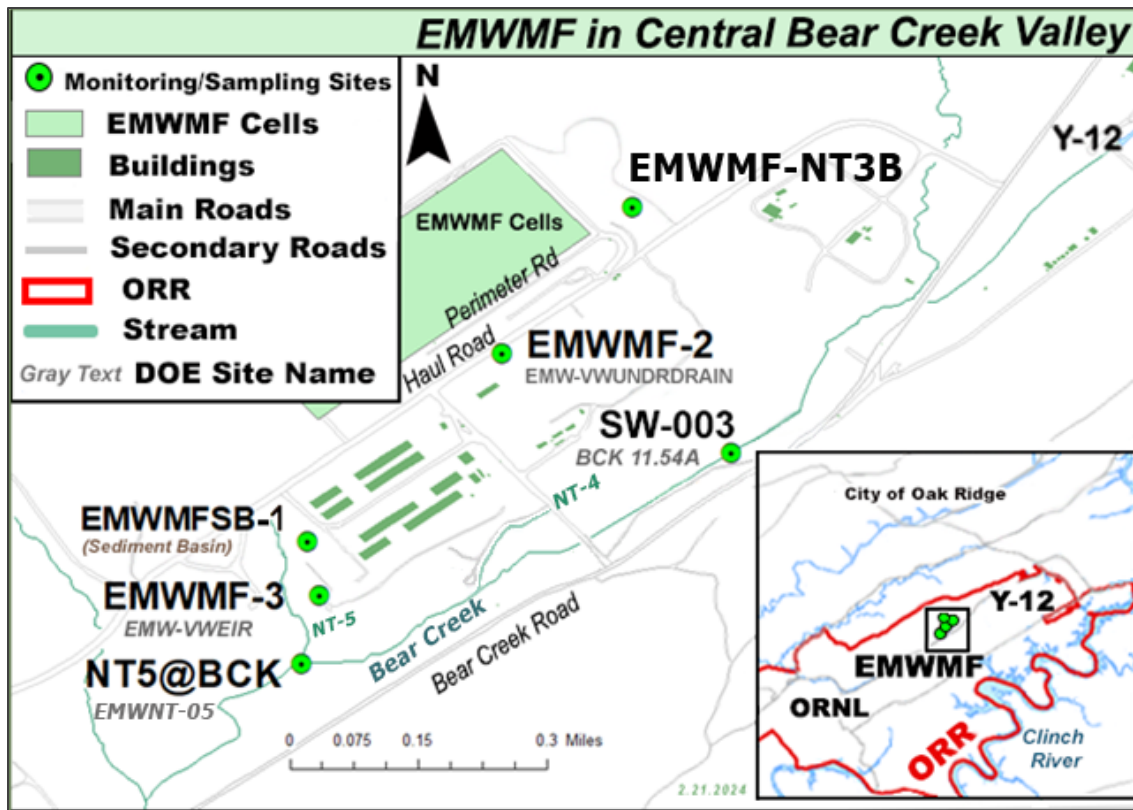 EMWMF in Central Bear Creek Valley
Monitoring/Sampling Sites
EMWMF Cells
Buildings
Main Roads
Secondary Roads
ORR
Stream
Gray Text DOE Site Name
N
Y-12
EMWMF-NT3B
EMWMF Cells
Perimeter Rd
Haul Road
EMWMF-2
EMW-VWUNDRDRAIN
SW-003
BCK 11.54A
NT-4
EMWMFSB-1
(Sediment Basin)
EMWMF-3
EMW-VWEIR
NT-5
Bear Creek
Bear Creek Road
NT5@BCK
EMWNT-05
0 0.075 0.15 0.3 Miles
2.21.2024
City of Oak Ridge
Y-12
EMWMF
ORNL
ORR
Clinch
River